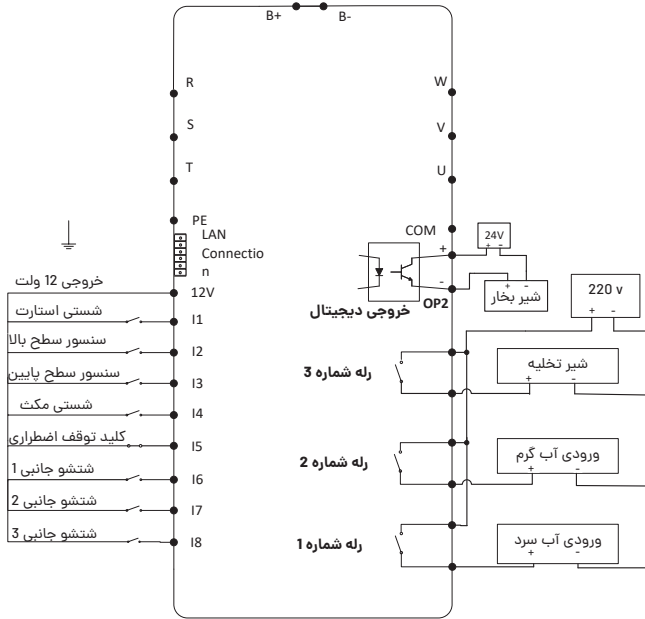 B+ B-
R
S
T
PE
LAN
Connectio
n
12V
I1
I2
I3
I4
I5
I6
I7
I8
خروجی 12 ولت
شستی استارت
سنسور سطح بالا
سنسور سطح پایین
شستی مکث
کلید توقف اضطراری
شتشو جانبی 1
شتشو جانبی 2
شتشو جانبی 3
W
V
U
COM
+
-
OP2
خروجی دیجیتال
24V
+ -
+ -
شیر بخار
220 v
+ -
رله شماره 3
شیر تخلیه
+ -
رله شماره 2
ورودی آب گرم
+ -
رله شماره 1
ورودی آب سرد
+ -